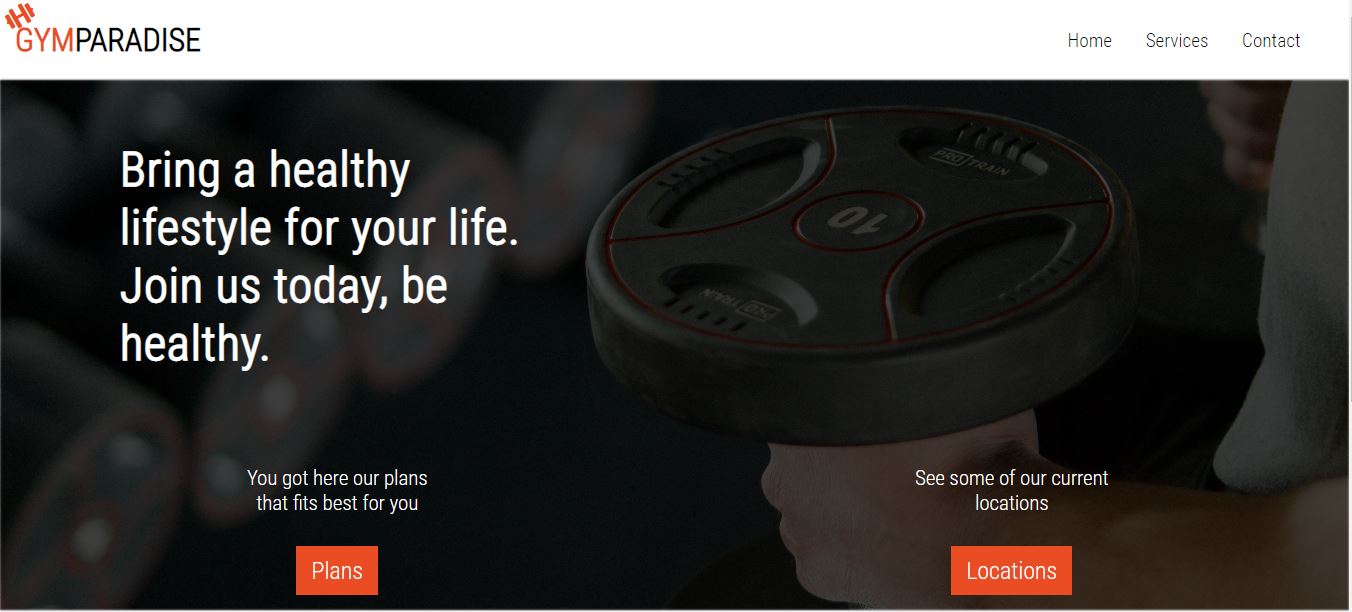 GYMPARADISE
Home Services Contact
Bring a healthy
lifestyle for your life.
Join us today, be
healthy.
PRO TRAIN
10
PRO TRAIN
You got here our plans
that fits best for you
Plans
See some of our current
locations
Locations